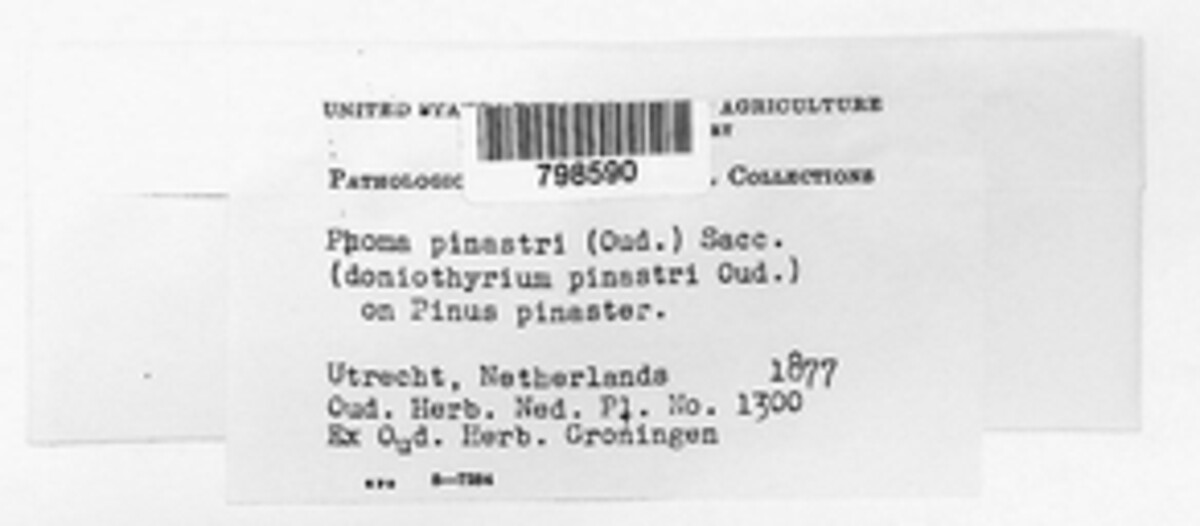 UNITED AGRICULTURE
798590
COLLECTIONS
Phoma pinastri (Oud.) Sacc.
(doniothyrium pinastri Oud.)
on Pinus pinaster.
Utrecht, Netherlands 1877
Oud. Herb. Ned. Pl. No. 1300
Ex Oud. Herb. Groningen